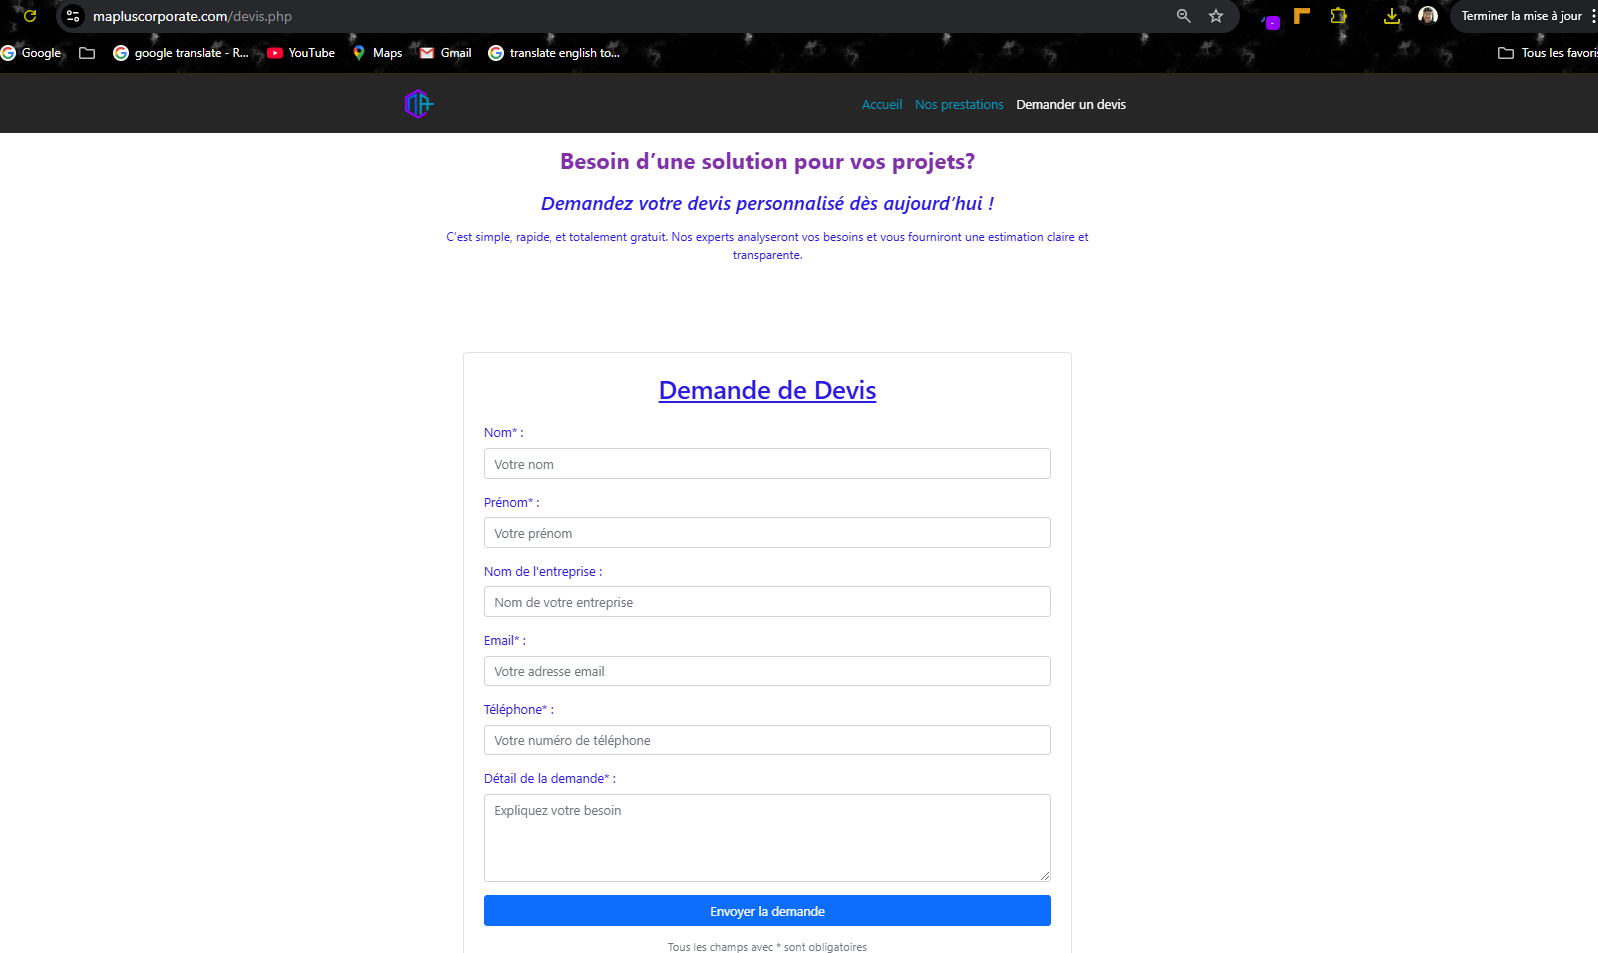 mapluscorporate.com/devis.php
Terminer la mise à jour
Google
google translate - R...
YouTube
Maps
Gmail
translate english to...
Tous les favoris
Accueil
Nos prestations
Demander un devis
Besoin d’une solution pour vos projets?
Demandez votre devis personnalisé dès aujourd’hui !
C’est simple, rapide, et totalement gratuit. Nos experts analyseront vos besoins et vous fourniront une estimation claire et
transparente.
Demande de Devis
Nom* :
Votre nom
Prénom* :
Votre prénom
Nom de l'entreprise :
Nom de votre entreprise
Email* :
Votre adresse email
Téléphone* :
Votre numéro de téléphone
Détail de la demande* :
Expliquez votre besoin
Envoyer la demande
Tous les champs avec * sont obligatoires